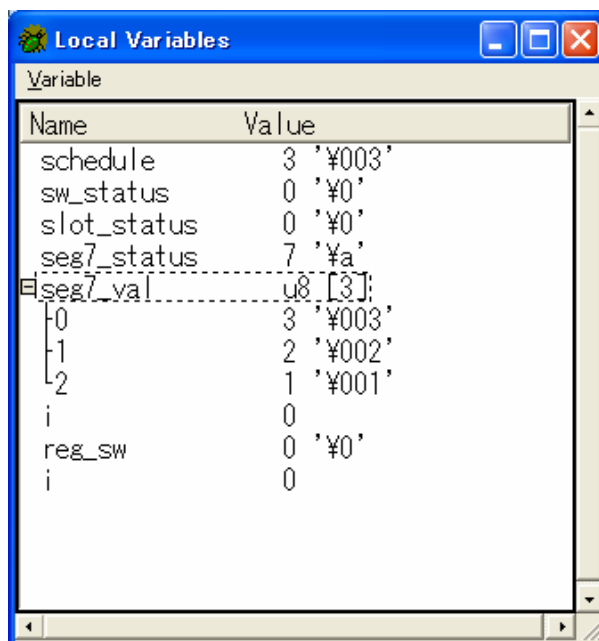 Local Variables
Variable
Name Value
schedule 3 '¥003'
sw_status 0 '¥0'
slot_status 0 '¥0'
seg7_status 7 '¥a'
seg7_val u8 [3]
0 3 '¥003'
1 2 '¥002'
2 1 '¥001'
i 0
reg_sw 0 '¥0'
i 0